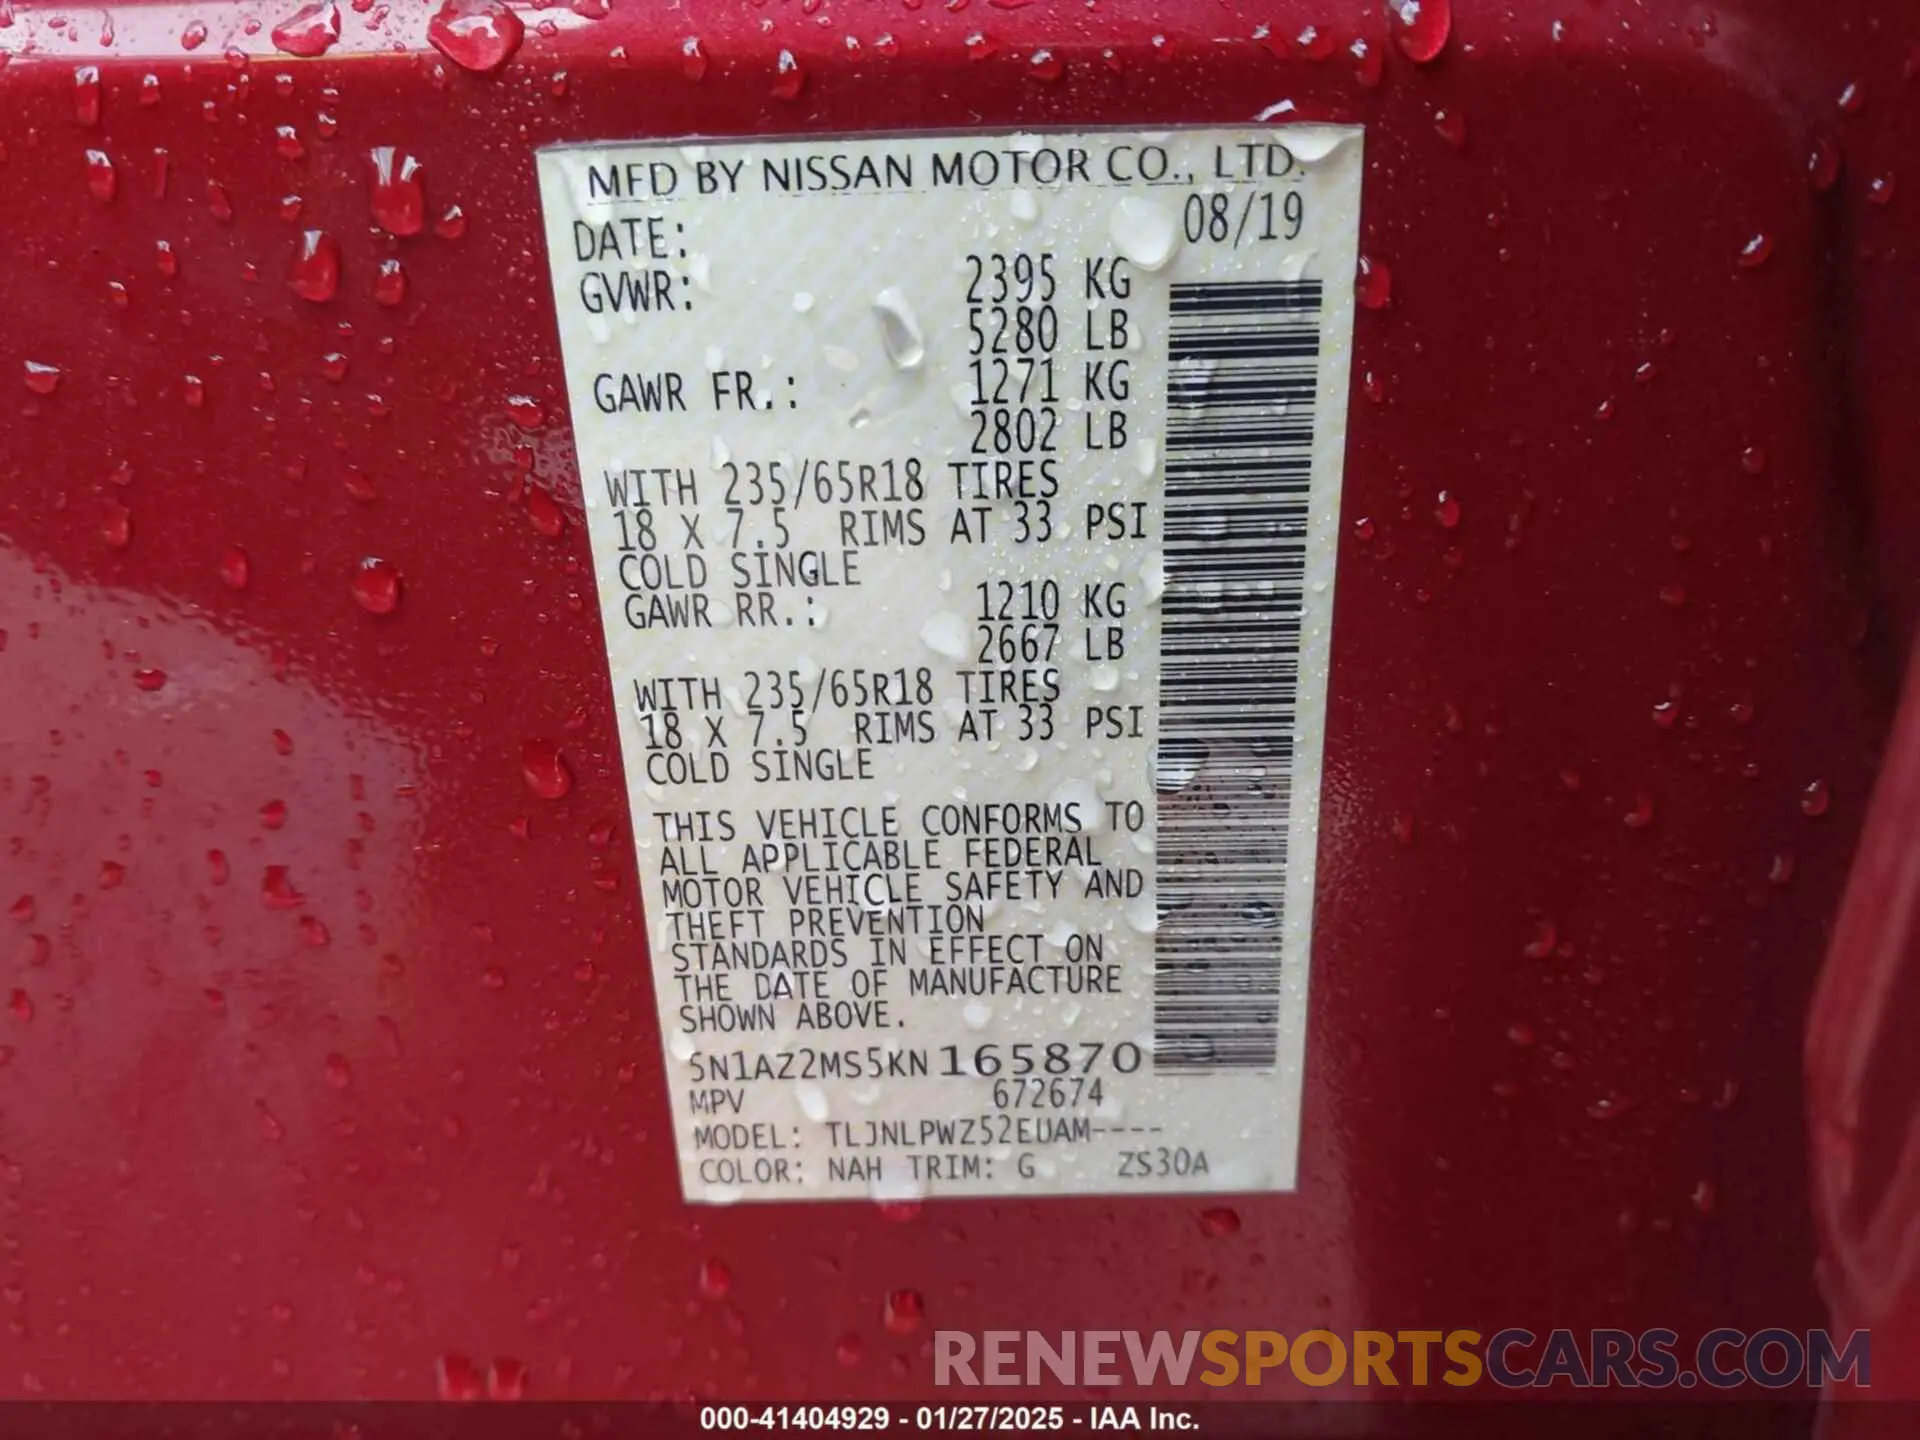 MFD BY NISSAN MOTOR CO., LTD.
DATE: 08/19
GVWR: 2395 KG
5280 LB
GAWR FR.: 1271 KG
2802 LB
WITH 235/65R18 TIRES
18 X 7.5 RIMS AT 33 PSI
COLD SINGLE
GAWR RR.: 1210 KG
2667 LB
WITH 235/65R18 TIRES
18 X 7.5 RIMS AT 33 PSI
COLD SINGLE
THIS VEHICLE CONFORMS TO
ALL APPLICABLE FEDERAL
MOTOR VEHICLE SAFETY AND
THEFT PREVENTION
STANDARDS IN EFFECT ON
THE DATE OF MANUFACTURE
SHOWN ABOVE.
5N1AZ2MS5KN165870
MPV 672674
MODEL: TLJNLPWZ52EUAM----
COLOR: NAH TRIM: G ZS30A
RENEWSPORTSCARS.COM
000-41404929 - 01/27/2025 - IAA Inc.